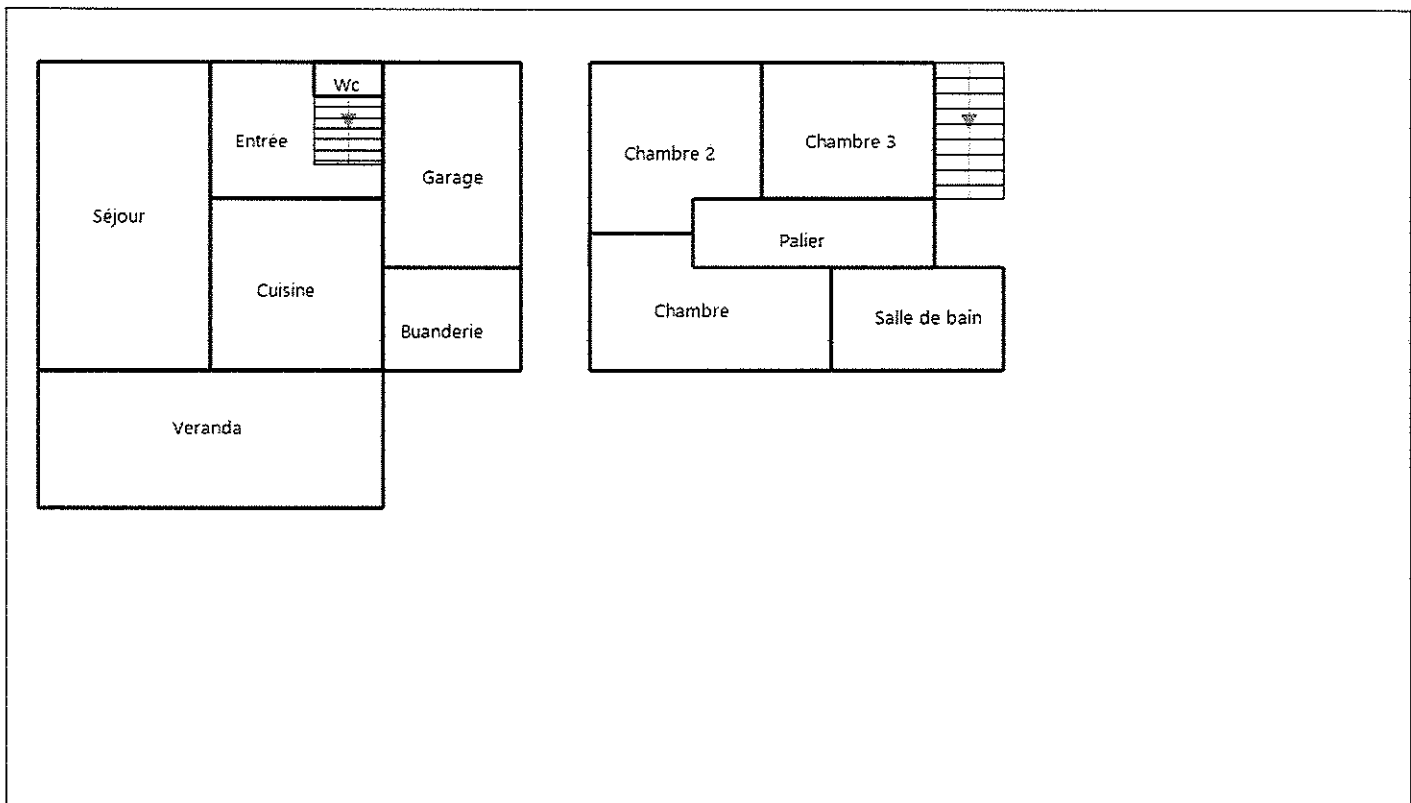 Wc
Entrée
Garage
Séjour
Cuisine
Buanderie
Veranda
Chambre 2
Chambre 3
Palier
Chambre
Salle de bain